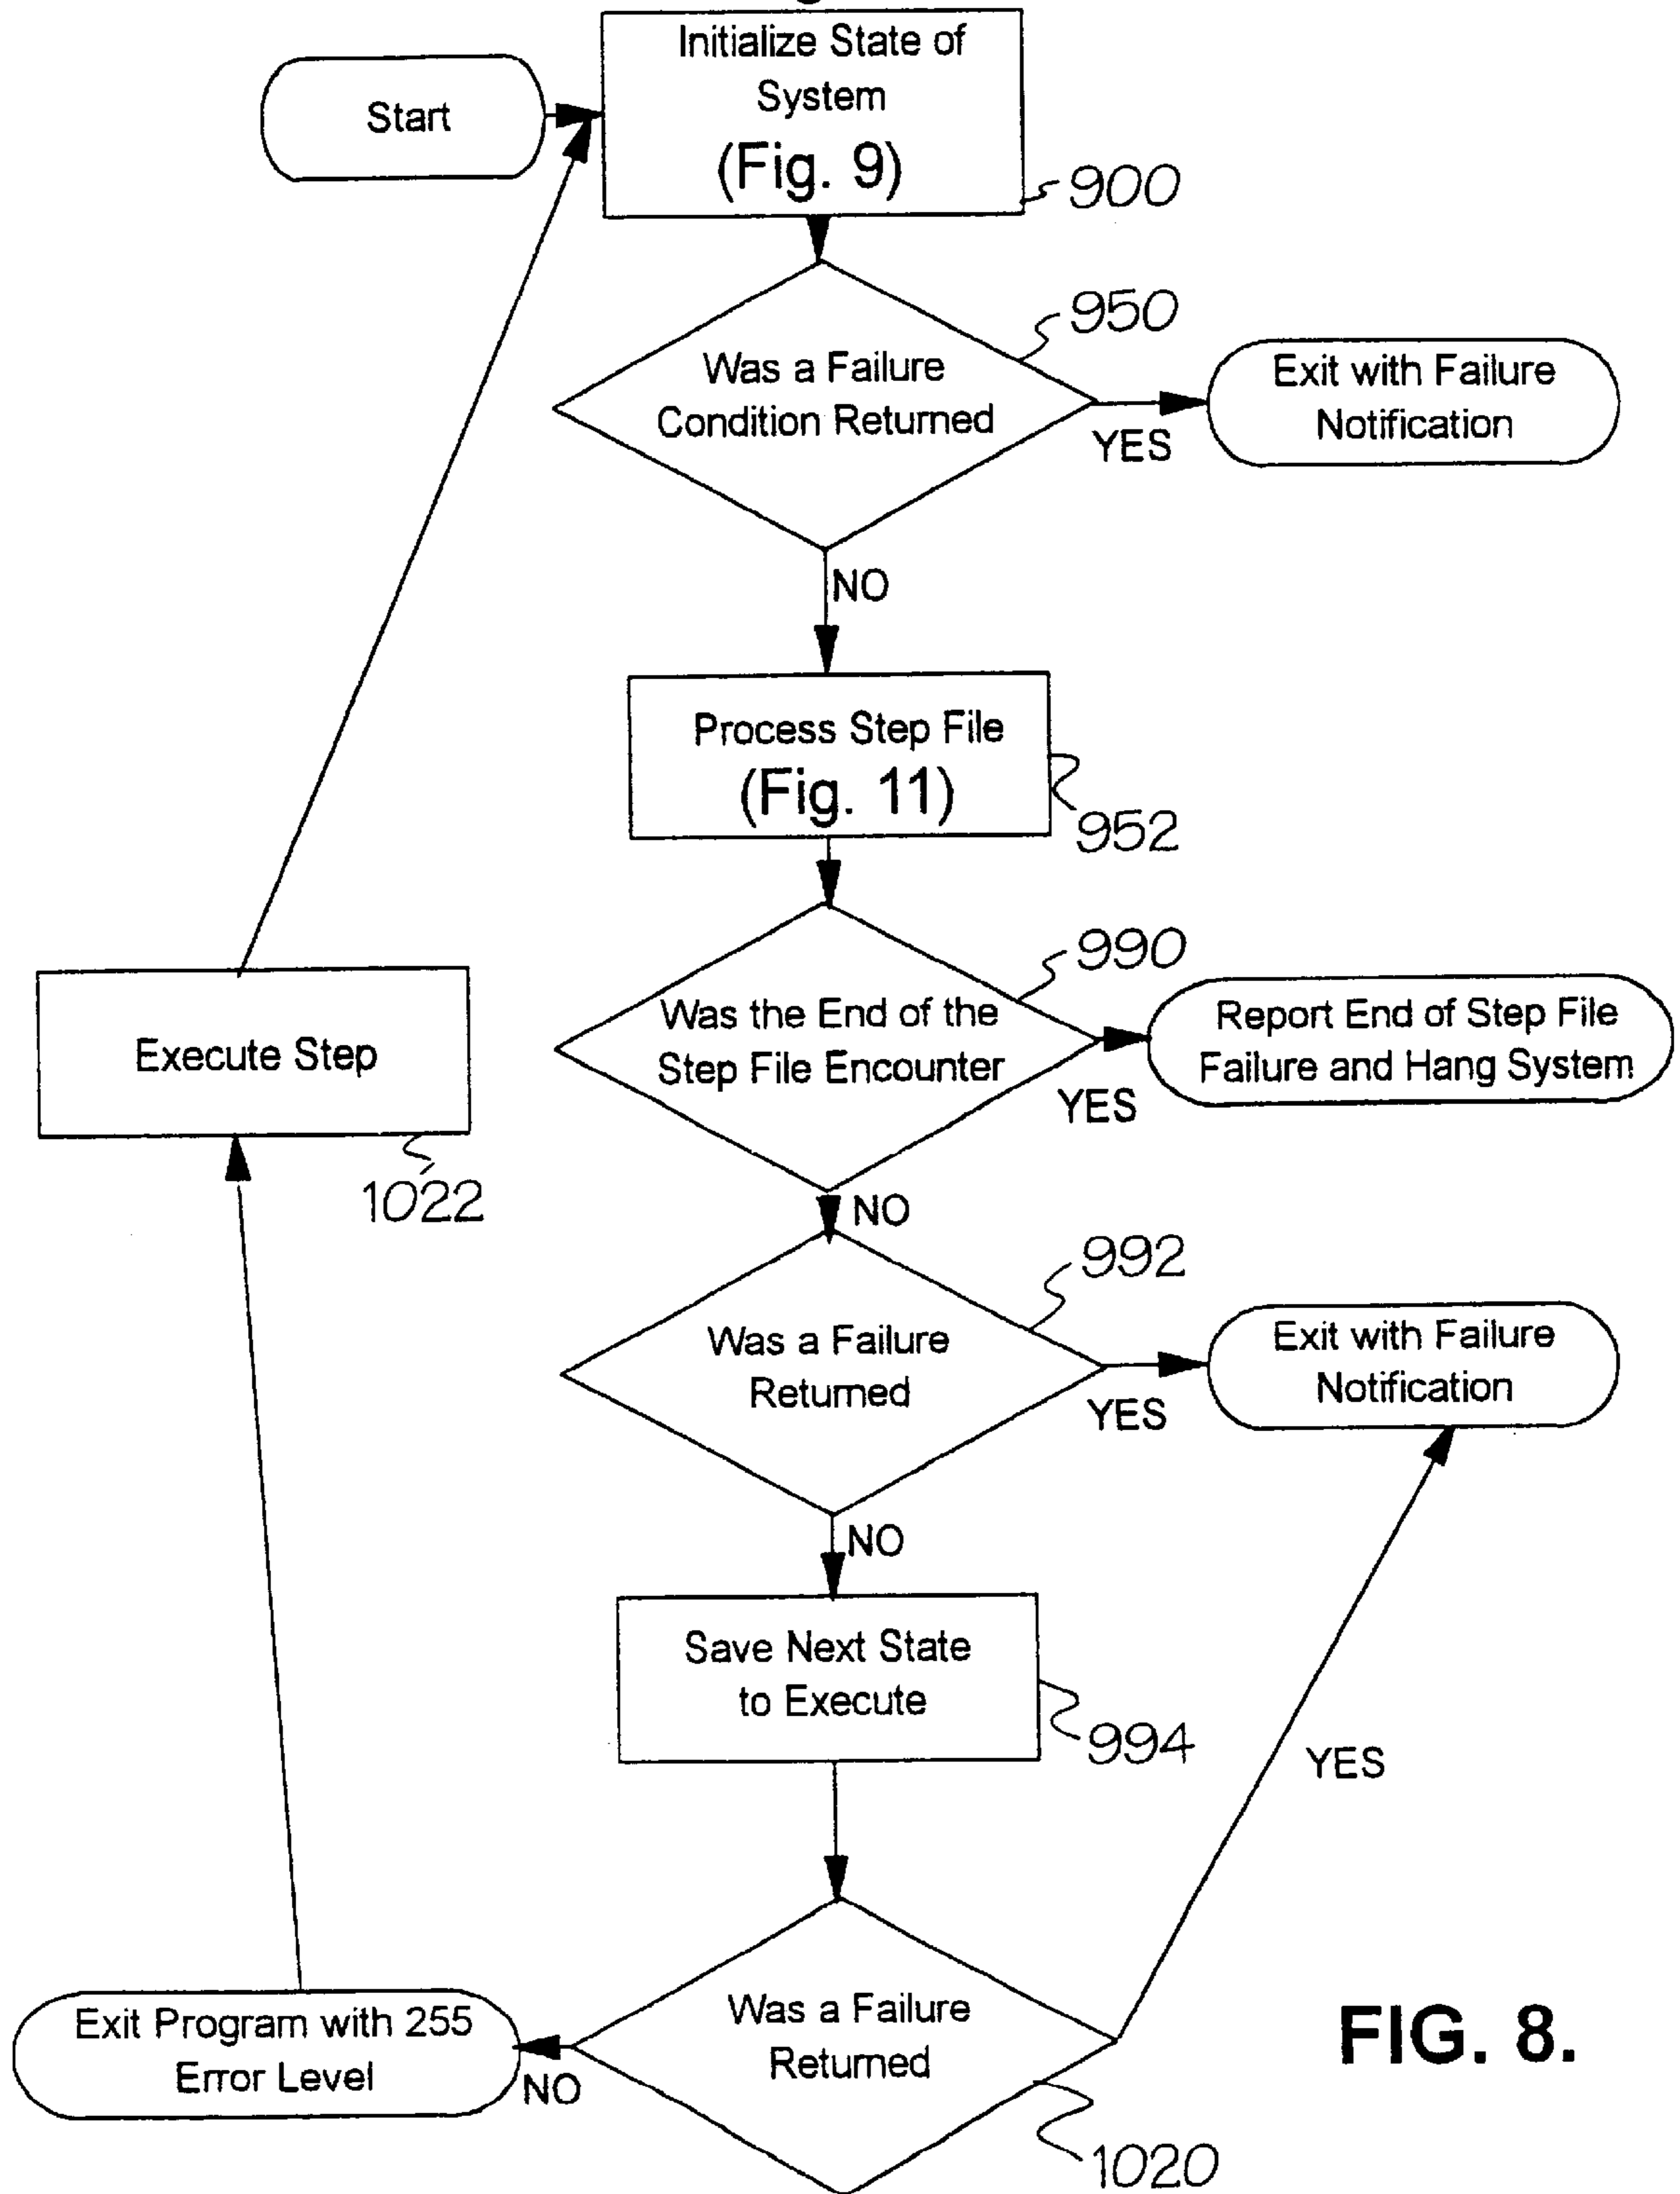 Initialize State of
System
(Fig. 9)
Start
900
950
Was a Failure
Condition Returned
Exit with Failure
Notification
YES
NO
Process Step File
(Fig. 11)
952
990
Was the End of the
Step File Encounter
Report End of Step File
Failure and Hang System
YES
Execute Step
1022
NO
992
Was a Failure
Returned
Exit with Failure
Notification
YES
NO
Save Next State
to Execute
994
YES
Was a Failure
Returned
Exit Program with 255
Error Level
NO
1020
FIG. 8.